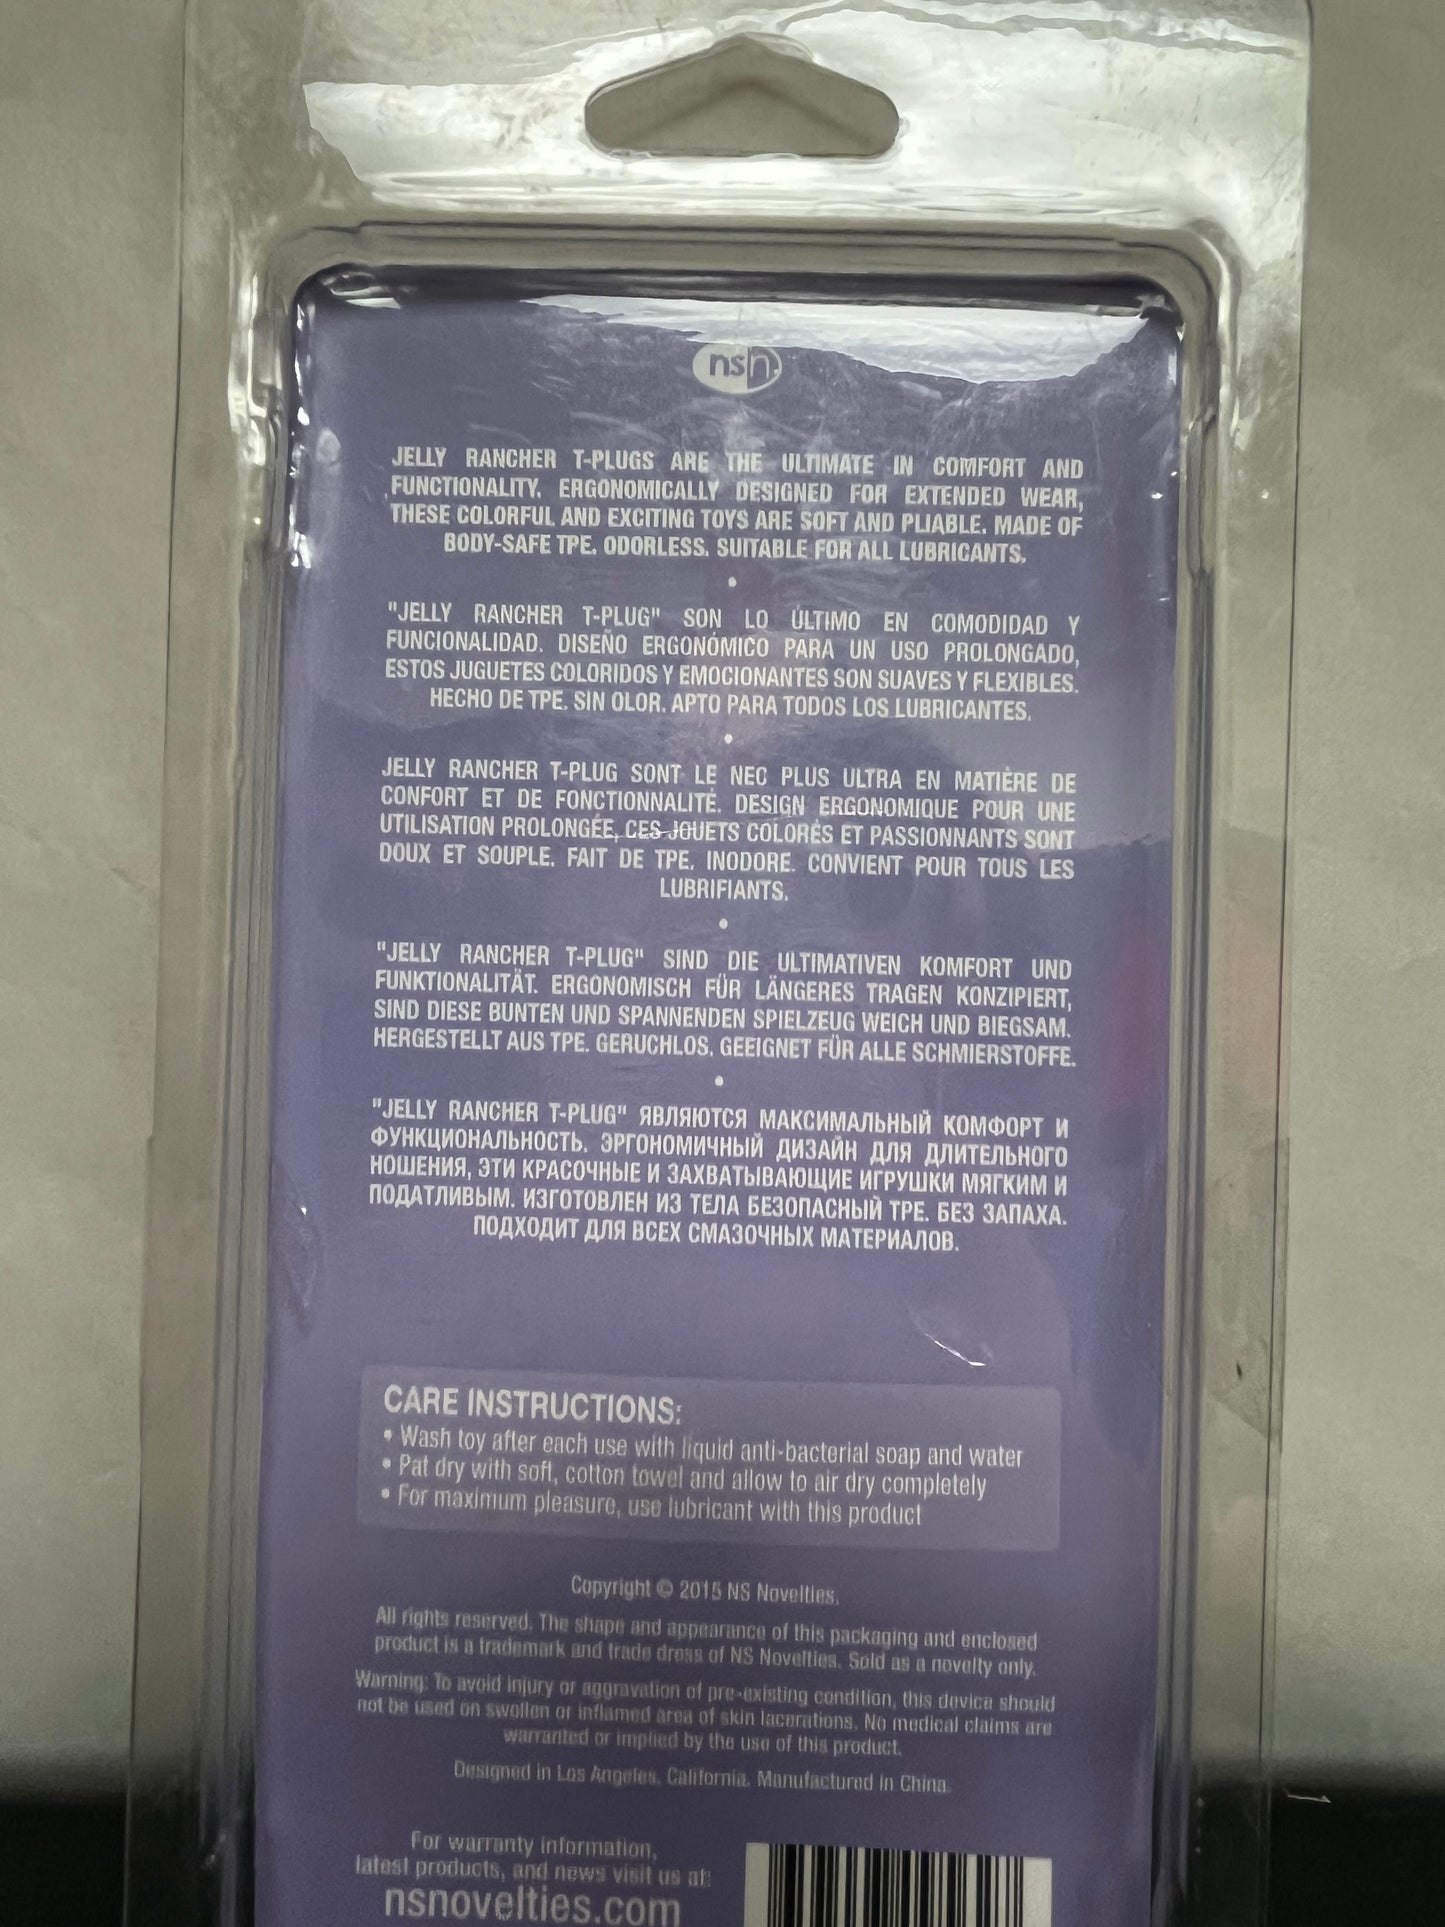 nsn.
JELLY RANCHER T-PLUGS ARE THE ULTIMATE IN COMFORT AND
FUNCTIONALITY. ERGONOMICALLY DESIGNED FOR EXTENDED WEAR,
THESE COLORFUL AND EXCITING TOYS ARE SOFT AND PLIABLE. MADE OF
BODY-SAFE TPE. ODORLESS. SUITABLE FOR ALL LUBRICANTS.
•
"JELLY RANCHER T-PLUG" SON LO ÚLTIMO EN COMODIDAD Y
FUNCIONALIDAD. DISEÑO ERGONÓMICO PARA UN USO PROLONGADO,
ESTOS JUGUETES COLORIDOS Y EMOCIONANTES SON SUAVES Y FLEXIBLES.
HECHO DE TPE. SIN OLOR. APTO PARA TODOS LOS LUBRICANTES.
•
JELLY RANCHER T-PLUG SONT LE NEC PLUS ULTRA EN MATIÈRE DE
CONFORT ET DE FONCTIONNALITÉ. DESIGN ERGONOMIQUE POUR UNE
UTILISATION PROLONGÉE, CES JOUETS COLORÉS ET PASSIONNANTS SONT
DOUX ET SOUPLE. FAIT DE TPE. INODORE. CONVIENT POUR TOUS LES
LUBRIFIANTS.
•
"JELLY RANCHER T-PLUG" SIND DIE ULTIMATIVEN KOMFORT UND
FUNKTIONALITÄT. ERGONOMISCH FÜR LÄNGERES TRAGEN KONZIPIERT,
SIND DIESE BUNTEN UND SPANNENDEN SPIELZEUG WEICH UND BIEGSAM.
HERGESTELLT AUS TPE. GERUCHLOS. GEEIGNET FÜR ALLE SCHMIERSTOFFE.
•
"JELLY RANCHER T-PLUG" ЯВЛЯЮТСЯ МАКСИМАЛЬНЫЙ КОМФОРТ И
ФУНКЦИОНАЛЬНОСТЬ. ЭРГОНОМИЧНЫЙ ДИЗАЙН ДЛЯ ДЛИТЕЛЬНОГО
НОШЕНИЯ, ЭТИ КРАСОЧНЫЕ И ЗАХВАТЫВАЮЩИЕ ИГРУШКИ МЯГКИМ И
ПОДАТЛИВЫМ. ИЗГОТОВЛЕН ИЗ ТЕЛА БЕЗОПАСНЫЙ TPE. БЕЗ ЗАПАХА.
ПОДХОДИТ ДЛЯ ВСЕХ СМАЗОЧНЫХ МАТЕРИАЛОВ.
CARE INSTRUCTIONS:
• Wash toy after each use with liquid anti-bacterial soap and water
• Pat dry with soft, cotton towel and allow to air dry completely
• For maximum pleasure, use lubricant with this product
Copyright © 2015 NS Novelties.
All rights reserved. The shape and appearance of this packaging and enclosed
product is a trademark and trade dress of NS Novelties. Sold as a novelty only.
Warning: To avoid injury or aggravation of pre-existing condition, this device should
not be used on swollen or inflamed area of skin lacerations. No medical claims are
warranted or implied by the use of this product.
Designed in Los Angeles, California. Manufactured in China.
For warranty information,
latest products, and news visit us at:
nsnovelties.com